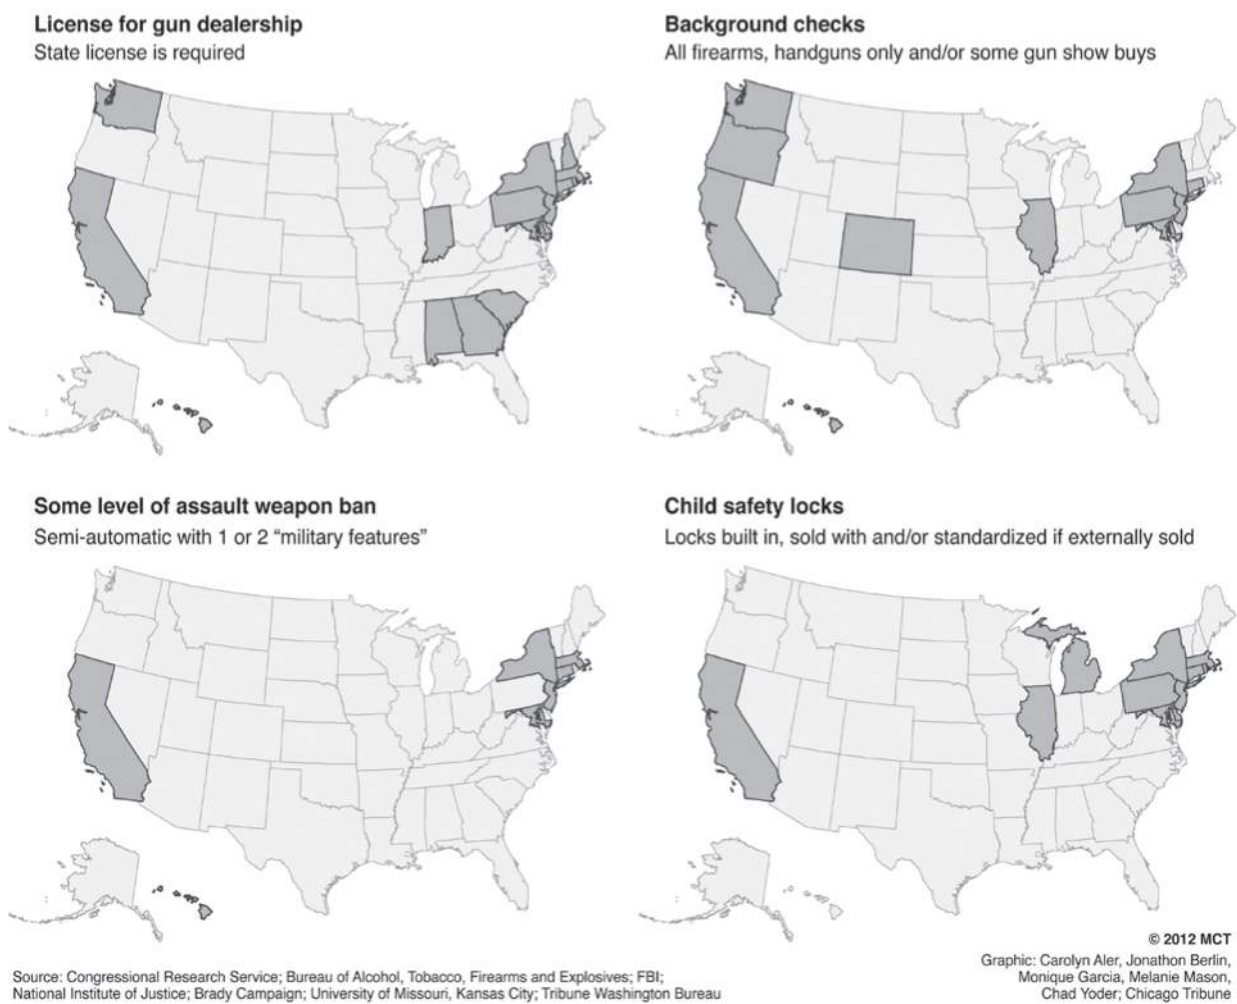 License for gun dealership
State license is required
Background checks
All firearms, handguns only and/or some gun show buys
Some level of assault weapon ban
Semi-automatic with 1 or 2 “military features”
Child safety locks
Locks built in, sold with and/or standardized if externally sold
© 2012 MCT
Graphic: Carolyn Aler, Jonathon Berlin,
Monique Garcia, Melanie Mason,
Chad Yoder; Chicago Tribune
Source: Congressional Research Service; Bureau of Alcohol, Tobacco, Firearms and Explosives; FBI;
National Institute of Justice; Brady Campaign; University of Missouri, Kansas City; Tribune Washington Bureau